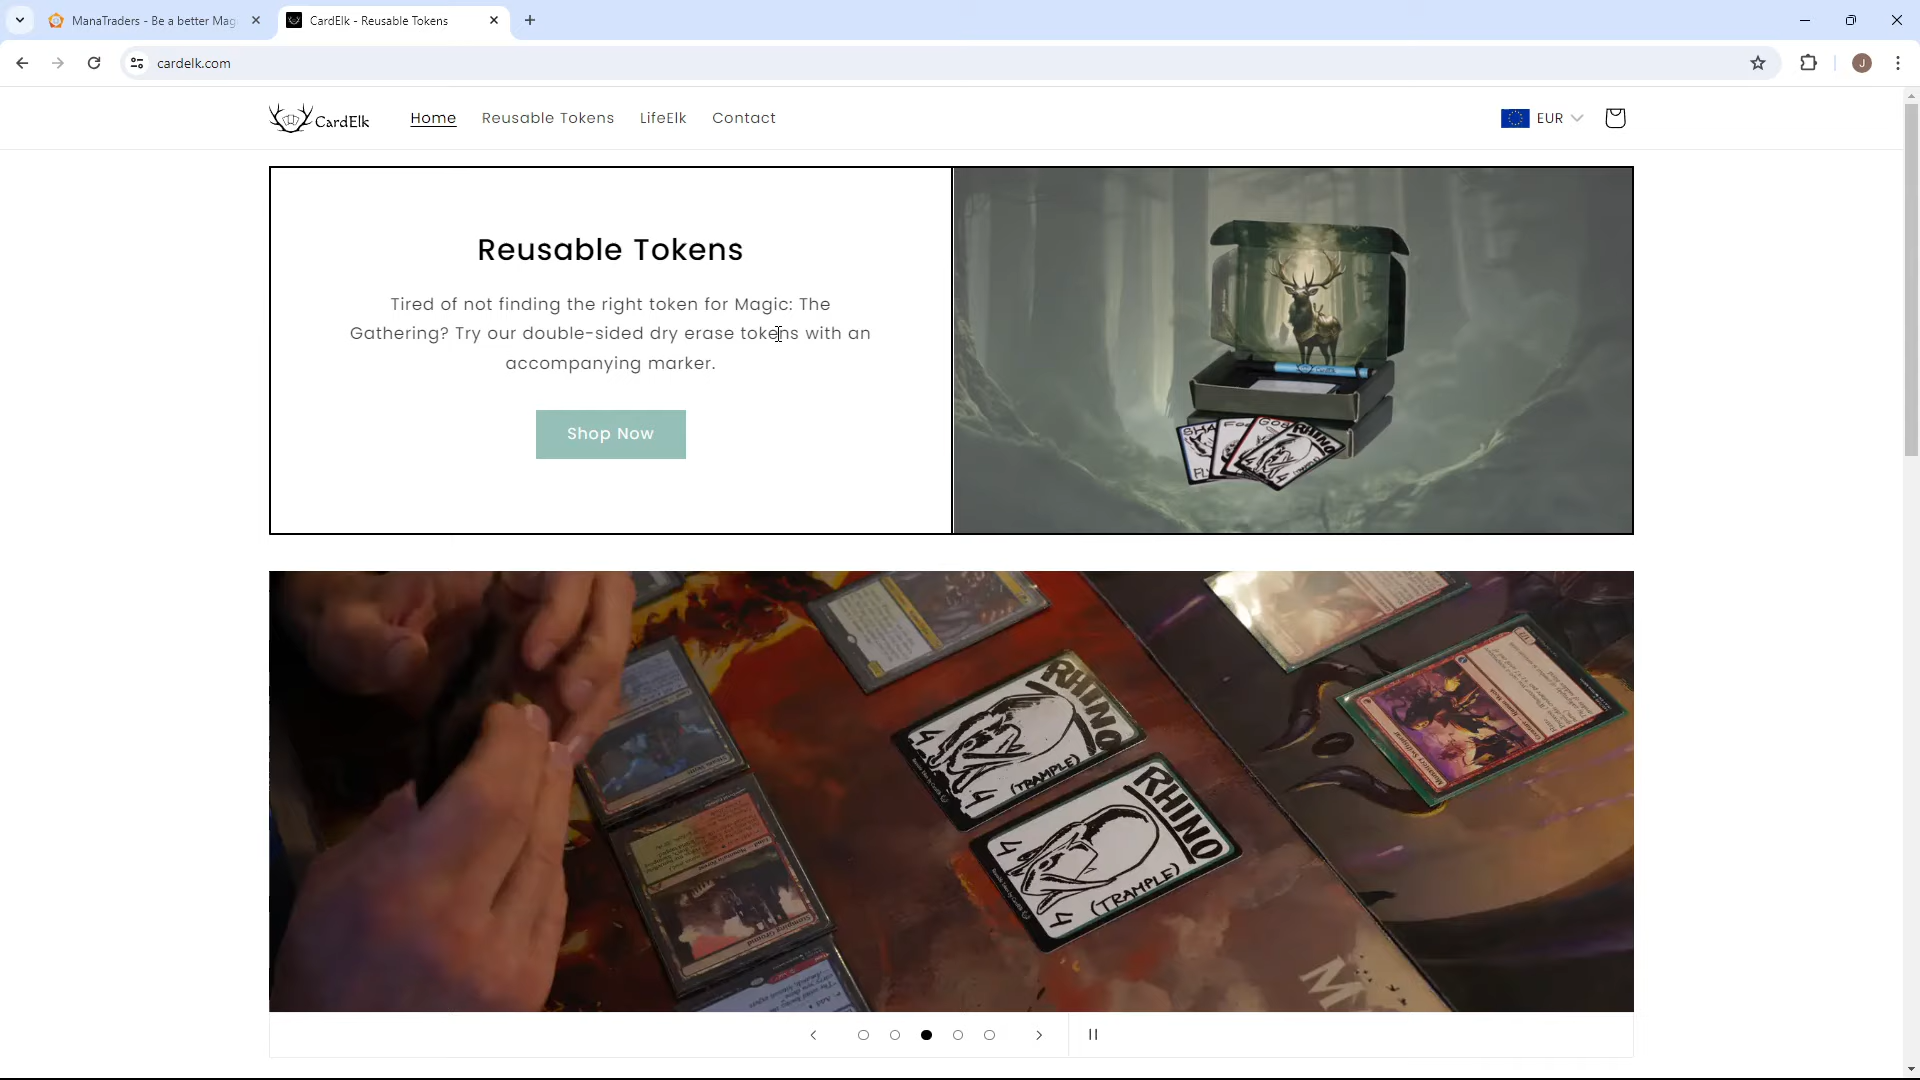 ManaTraders - Be a better Mag
CardElk - Reusable Tokens
cardelk.com
J
CardElk
Home
Reusable Tokens
LifeElk
Contact
EUR
Reusable Tokens
Tired of not finding the right token for Magic: The
Gathering? Try our double-sided dry erase tokens with an
accompanying marker.
Shop Now
RHINO
RHINO
4
(TRAMPLE)
4
RHINO
4
(TRAMPLE)
4
M